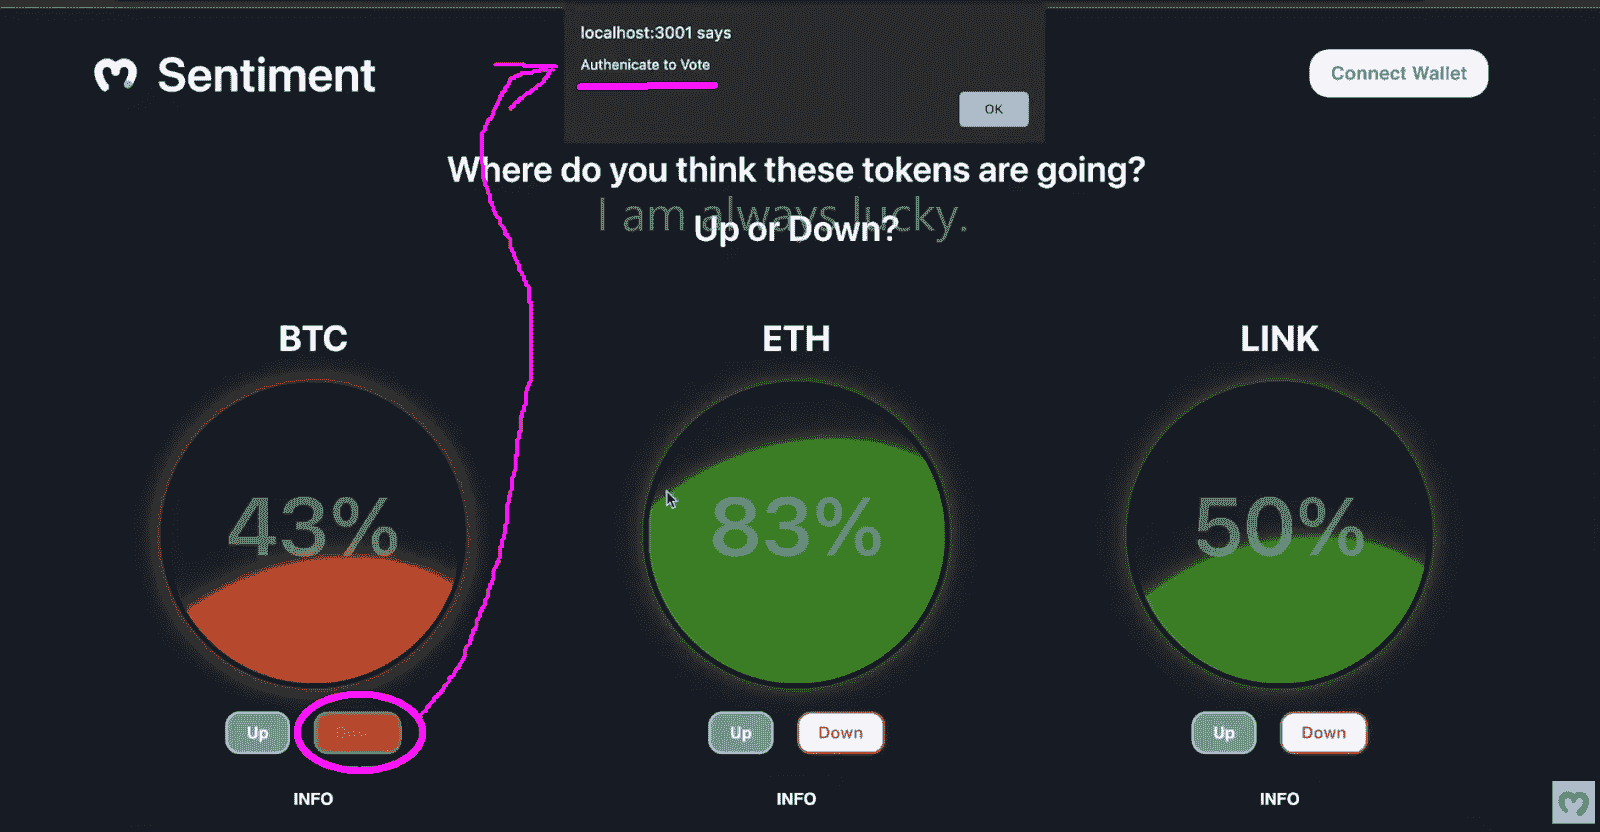 localhost:3001 says
Authenicate to Vote
OK
Sentiment
Connect Wallet
Where do you think these tokens are going?
I am always lucky.
Up or Down?
BTC
ETH
LINK
43%
83%
50%
Up
Down
Up
Down
Up
Down
INFO
INFO
INFO